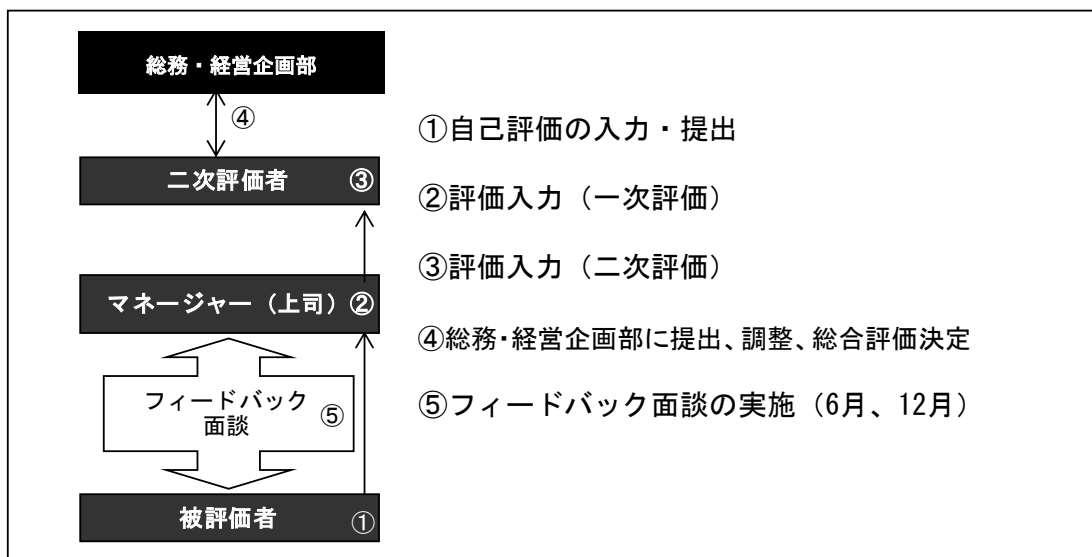 総務・経営企画部
④
二次評価者 ③
マネージャー（上司）②
フィードバック
面談
⑤
被評価者 ①
①自己評価の入力・提出
②評価入力（一次評価）
③評価入力（二次評価）
④総務・経営企画部に提出、調整、総合評価決定
⑤フィードバック面談の実施（6月、12月）